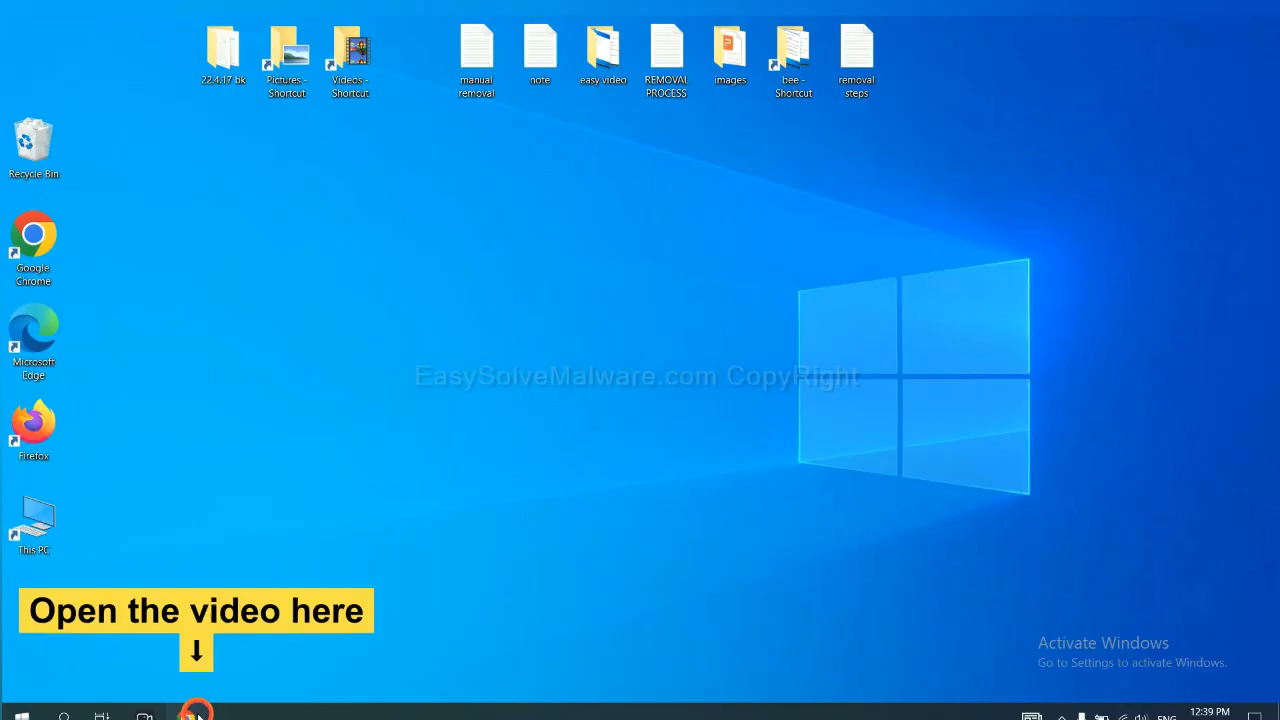 22.4.17 bk
Pictures -
Shortcut
Videos -
Shortcut
manual
removal
note
easy video
REMOVAL
PROCESS
images
bee -
Shortcut
removal
steps
Recycle Bin
Google
Chrome
Microsoft
Edge
Firefox
This PC
EasySolveMalware.com CopyRight
Open the video here
↓
Activate Windows
Go to Settings to activate Windows.
ENG
12:39 PM